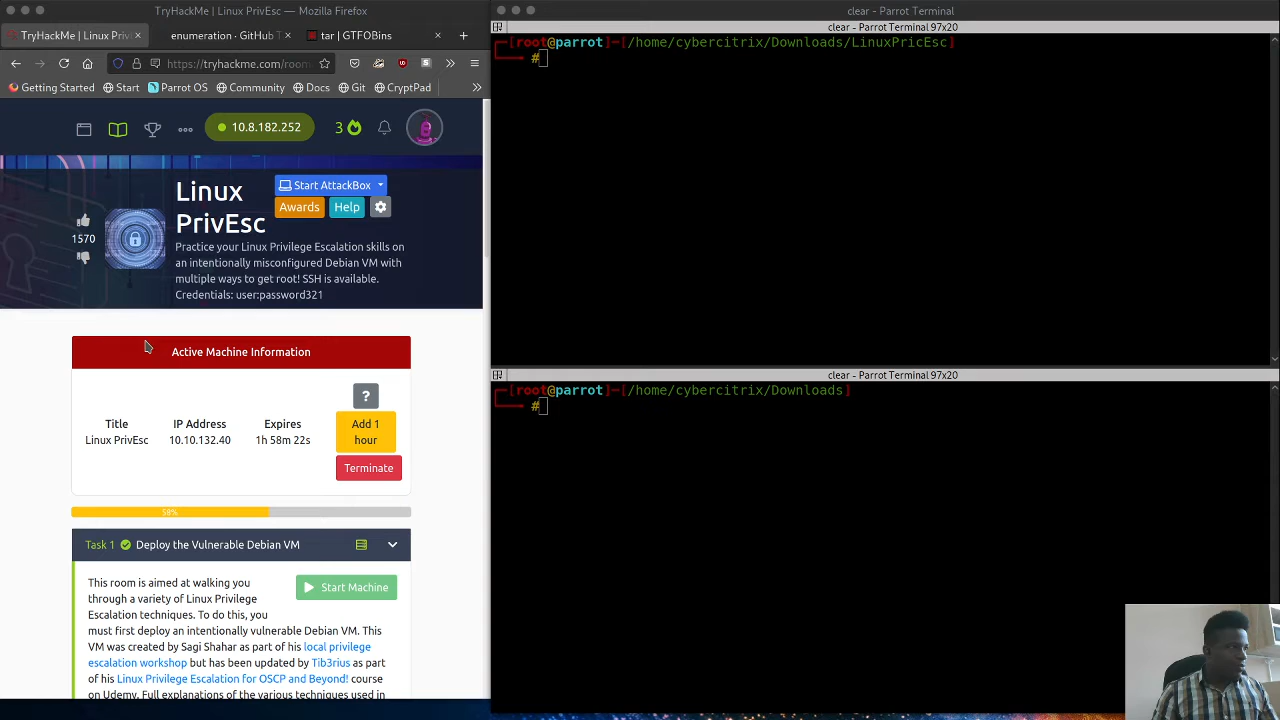 TryHackMe | Linux PrivEsc — Mozilla Firefox
TryHackMe | Linux Privi
enumeration · GitHub T
tar | GTFOBins
https://tryhackme.com/room
Getting Started
Start
Parrot OS
Community
Docs
Git
CryptPad
10.8.182.252
3
Linux
PrivEsc
Start AttackBox
Awards
Help
1570
Practice your Linux Privilege Escalation skills on
an intentionally misconfigured Debian VM with
multiple ways to get root! SSH is available.
Credentials: user:password321
Active Machine Information
?
Title
IP Address
Expires
Add 1
hour
Linux PrivEsc
10.10.132.40
1h 58m 22s
Terminate
58%
Task 1
Deploy the Vulnerable Debian VM
This room is aimed at walking you
through a variety of Linux Privilege
Escalation techniques. To do this, you
must first deploy an intentionally vulnerable Debian VM. This
VM was created by Sagi Shahar as part of his local privilege
escalation workshop but has been updated by Tib3rius as part
of his Linux Privilege Escalation for OSCP and Beyond! course
on Udemy. Full explanations of the various techniques used in
Start Machine
clear - Parrot Terminal
clear - Parrot Terminal 97x20
[root@parrot]─[/home/cybercitrix/Downloads/LinuxPricEsc]
#
clear - Parrot Terminal 97x20
[root@parrot]─[/home/cybercitrix/Downloads]
#